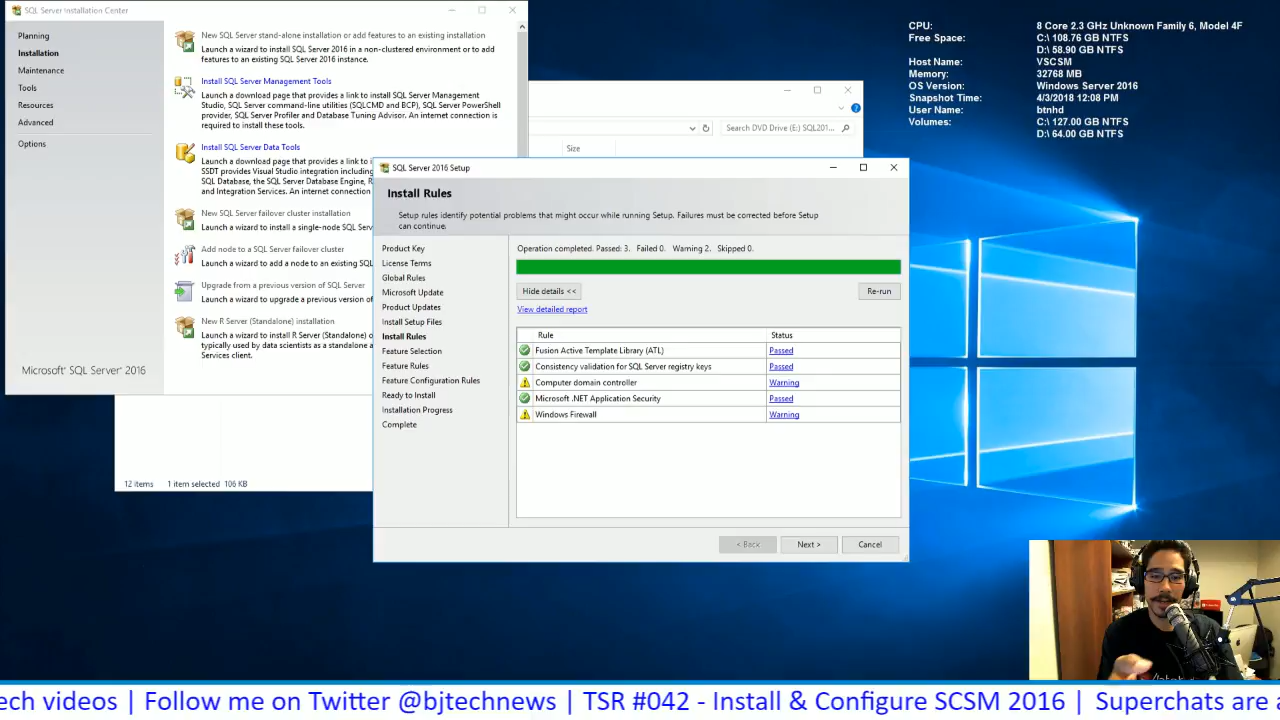 SQL Server Installation Center
Planning
Installation
Maintenance
Tools
Resources
Advanced
Options
Microsoft® SQL Server® 2016
New SQL Server stand-alone installation or add features to an existing installation
Launch a wizard to install SQL Server 2016 in a non-clustered environment or to add
features to an existing SQL Server 2016 instance.
Install SQL Server Management Tools
Launch a download page that provides a link to install SQL Server Management
Studio, SQL Server command-line utilities (SQLCMD and BCP), SQL Server PowerShell
provider, SQL Server Profiler and Database Tuning Advisor. An internet connection is
required to install these tools.
Install SQL Server Data Tools
Launch a download page that provides a link to i
SSDT provides Visual Studio integration including
SQL Database, the SQL Server Database Engine, R
and Integration Services. An internet connection
New SQL Server failover cluster installation
Launch a wizard to install a single-node SQL Serv
Add node to a SQL Server failover cluster
Launch a wizard to add a node to an existing SQL
Upgrade from a previous version of SQL Server
Launch a wizard to upgrade a previous version of
New R Server (Standalone) installation
Launch a wizard to install R Server (Standalone) o
typically used by data scientists as a standalone a
Services client.
Search DVD Drive (E:) SQL201...
Size
12 items 1 item selected 106 KB
SQL Server 2016 Setup
Install Rules
Setup rules identify potential problems that might occur while running Setup. Failures must be corrected before Setup
can continue.
Product Key
License Terms
Global Rules
Microsoft Update
Product Updates
Install Setup Files
Install Rules
Feature Selection
Feature Rules
Feature Configuration Rules
Ready to Install
Installation Progress
Complete
Operation completed. Passed: 3. Failed 0. Warning 2. Skipped 0.
Hide details <<
Re-run
View detailed report
Rule Status
Fusion Active Template Library (ATL) Passed
Consistency validation for SQL Server registry keys Passed
Computer domain controller Warning
Microsoft .NET Application Security Passed
Windows Firewall Warning
< Back Next > Cancel
CPU: 8 Core 2.3 GHz Unknown Family 6, Model 4F
Free Space: C:\ 108.76 GB NTFS
D:\ 58.90 GB NTFS
Host Name: VSCSM
Memory: 32768 MB
OS Version: Windows Server 2016
Snapshot Time: 4/3/2018 12:08 PM
User Name: btnhd
Volumes: C:\ 127.00 GB NTFS
D:\ 64.00 GB NTFS
ech videos | Follow me on Twitter @bjtechnews | TSR #042 - Install & Configure SCSM 2016 | Superchats are a